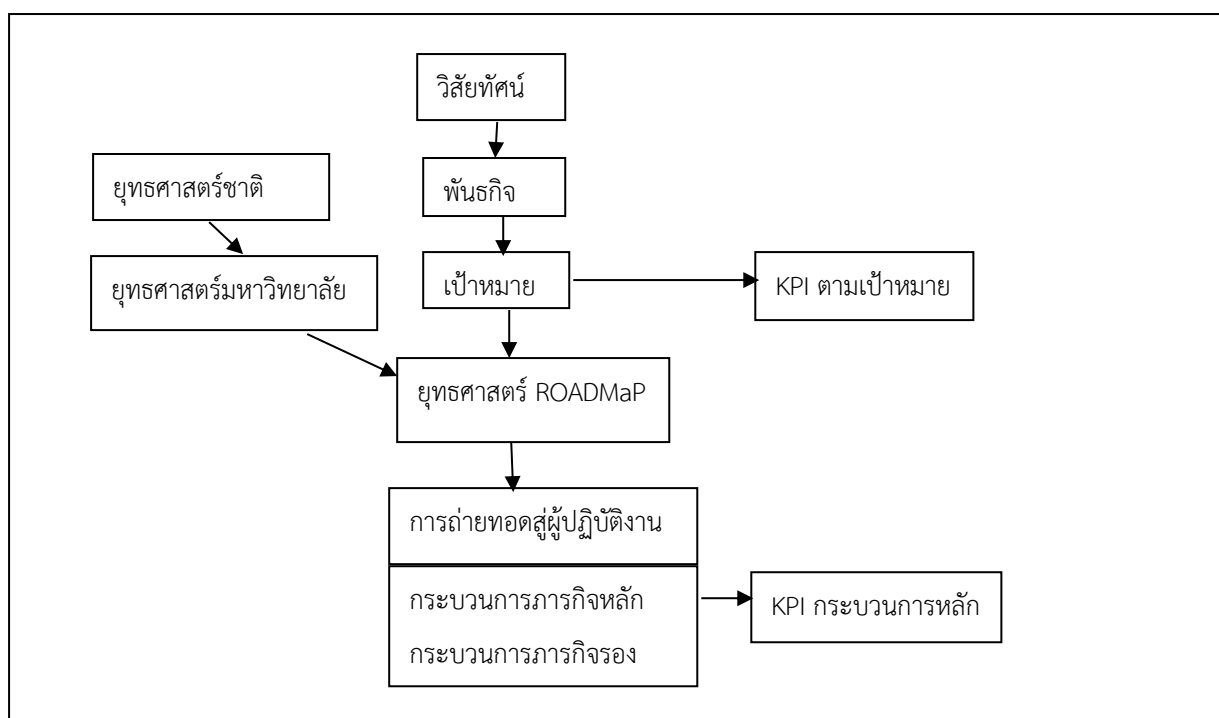 วิสัยทัศน์
ยุทธศาสตร์ชาติ
พันธกิจ
ยุทธศาสตร์มหาวิทยาลัย
เป้าหมาย
KPI ตามเป้าหมาย
ยุทธศาสตร์ ROADMaP
การถ่ายทอดสู่ผู้ปฏิบัติงาน
กระบวนการภารกิจหลัก
กระบวนการภารกิจรอง
KPI กระบวนการหลัก